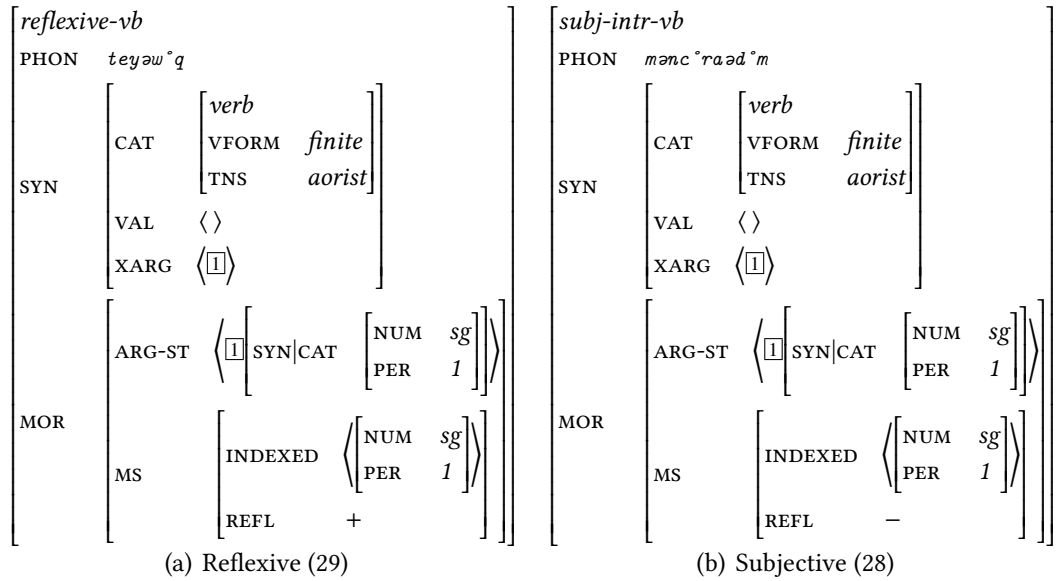 reflexive-vb
PHON teyəw°q
SYN
CAT
verb
VFORM finite
TNS aorist
VAL ⟨ ⟩
XARG ⟨[1]⟩
MOR
ARG-ST ⟨[1][SYN|CAT
NUM sg
PER 1
MS
INDEXED
NUM sg
PER 1
REFL +
(a) Reflexive (29)
subj-intr-vb
PHON mənc°raəd°m
SYN
CAT
verb
VFORM finite
TNS aorist
VAL ⟨ ⟩
XARG ⟨[1]⟩
MOR
ARG-ST ⟨[1][SYN|CAT
NUM sg
PER 1
MS
INDEXED
NUM sg
PER 1
REFL −
(b) Subjective (28)